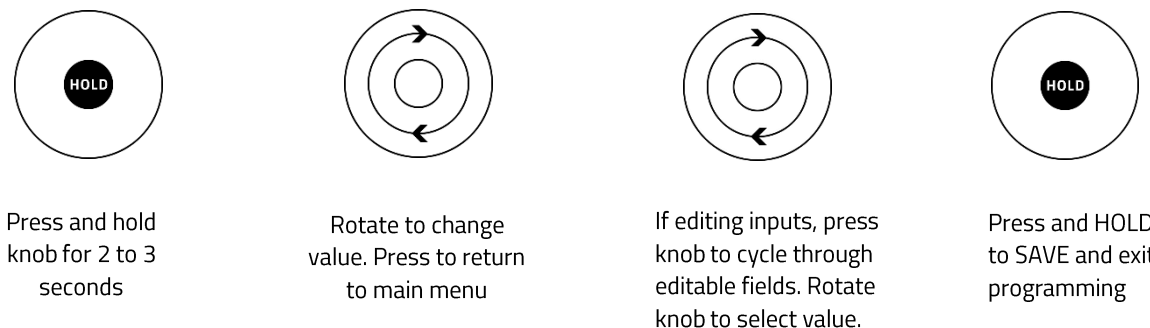 HOLD
HOLD
Press and hold
knob for 2 to 3
seconds
Rotate to change
value. Press to return
to main menu
If editing inputs, press
knob to cycle through
editable fields. Rotate
knob to select value.
Press and HOLD
to SAVE and exit
programming